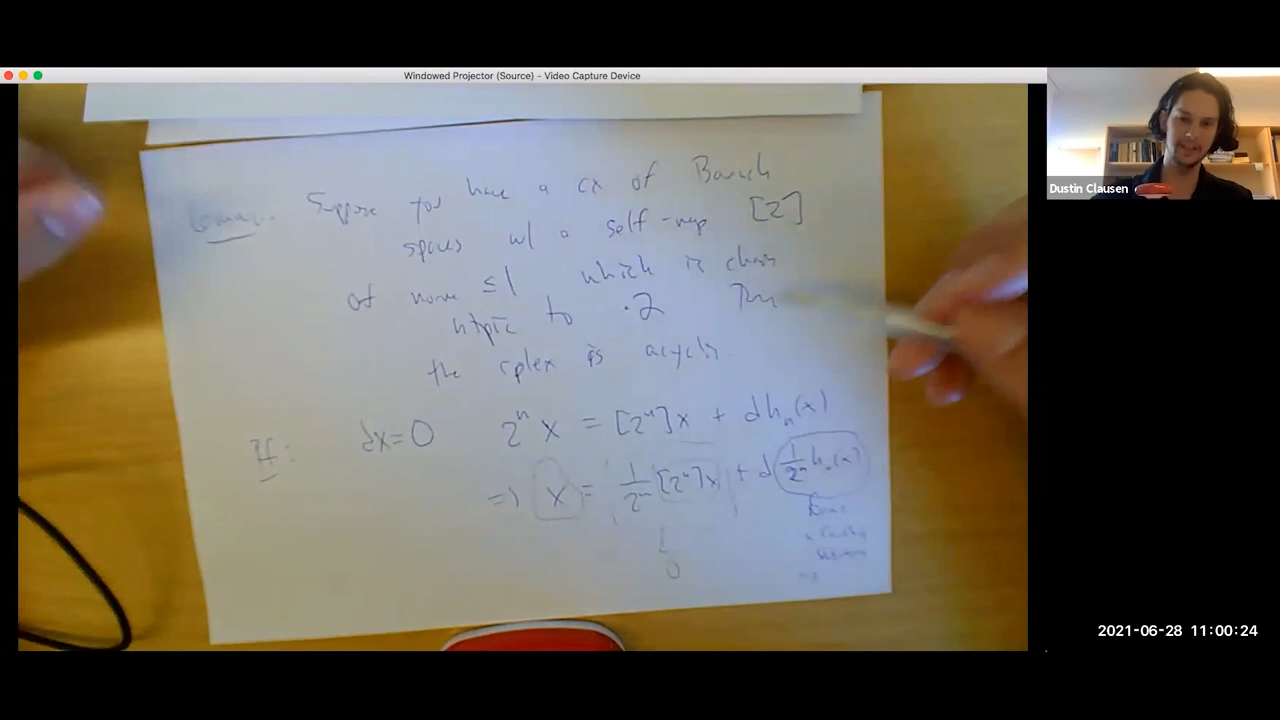 Windowed Projector (Source) - Video Capture Device
Dustin Clausen
Suppose you have a cx of Banach
spaces w/ a self-map [2]
of norm ≤1 which is chain
htpic to ·2 Then
the cplex is acyclic
Pf: dx=0 2ⁿx = [2ⁿ]x + dhₙ(x)
=> x = 1/2ⁿ [2ⁿ]x + d 1/2ⁿ hₙ(x)
↓
0
2021-06-28 11:00:24